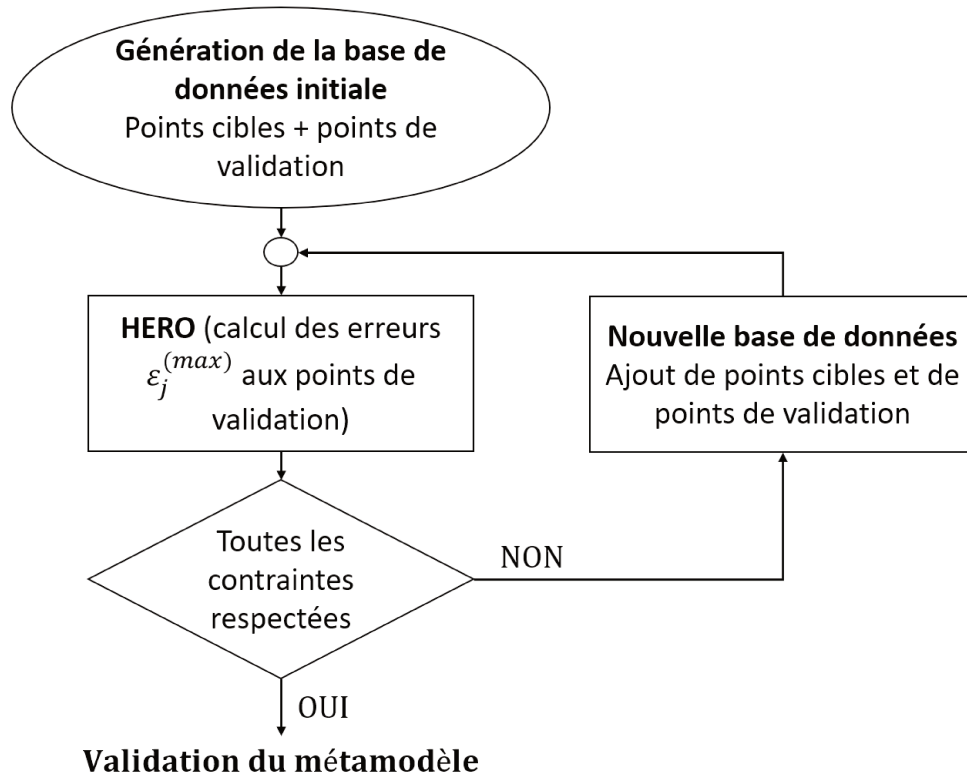 Génération de la base de
données initiale
Points cibles + points de
validation
HERO (calcul des erreurs
ε_j^(max) aux points de
validation)
Nouvelle base de données
Ajout de points cibles et de
points de validation
Toutes les
contraintes
respectées
NON
OUI
Validation du métamodèle